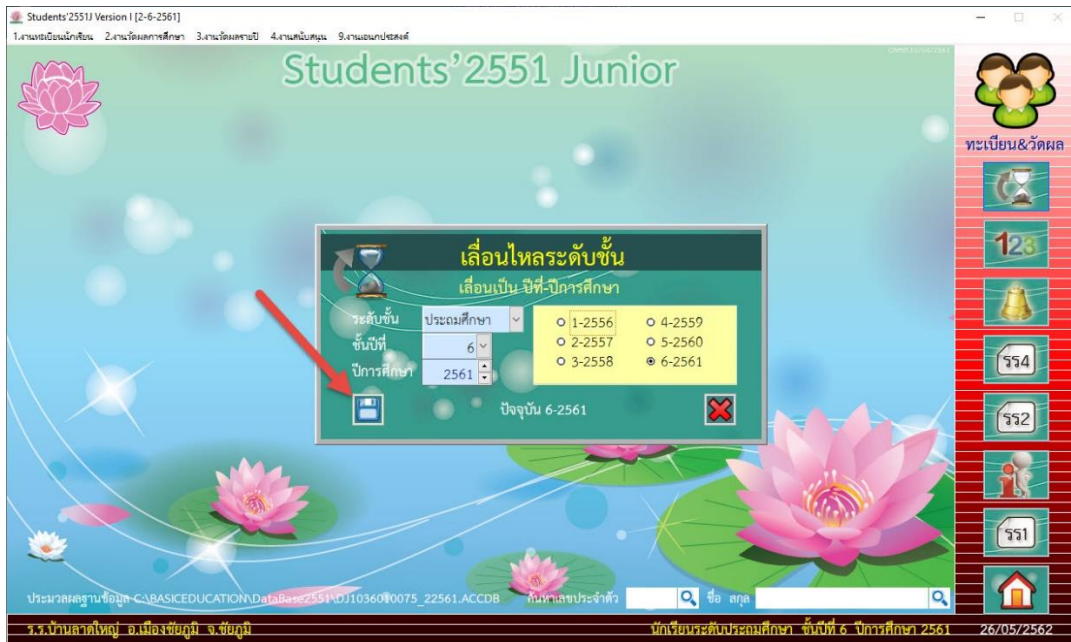 Students'2551J Version I [2-6-2561]
1.งานทะเบียนนักเรียน 2.งานวัดผลการศึกษา 3.งานวัดผลรายปี 4.งานสนับสนุน 9.งานเอนกประสงค์
Students'2551 Junior
ทะเบียน&วัดผล
123
รร4
รร2
รร1
เลื่อนไหลระดับชั้น
เลื่อนเป็น ปีที่-ปีการศึกษา
ระดับชั้น ประถมศึกษา
ชั้นปีที่ 6
ปีการศึกษา 2561
1-2556 4-2559
2-2557 5-2560
3-2558 6-2561
ปัจจุบัน 6-2561
ประมวลผลฐานข้อมูล C:\BASICEDUCATION\DataBase2551\DJ1036010075_22561.ACCDB ค้นหาเลขประจำตัว ชื่อ สกุล
ร.ร.บ้านลาดใหญ่ อ.เมืองชัยภูมิ จ.ชัยภูมิ นักเรียนระดับประถมศึกษา ชั้นปีที่ 6 ปีการศึกษา 2561 26/05/2562